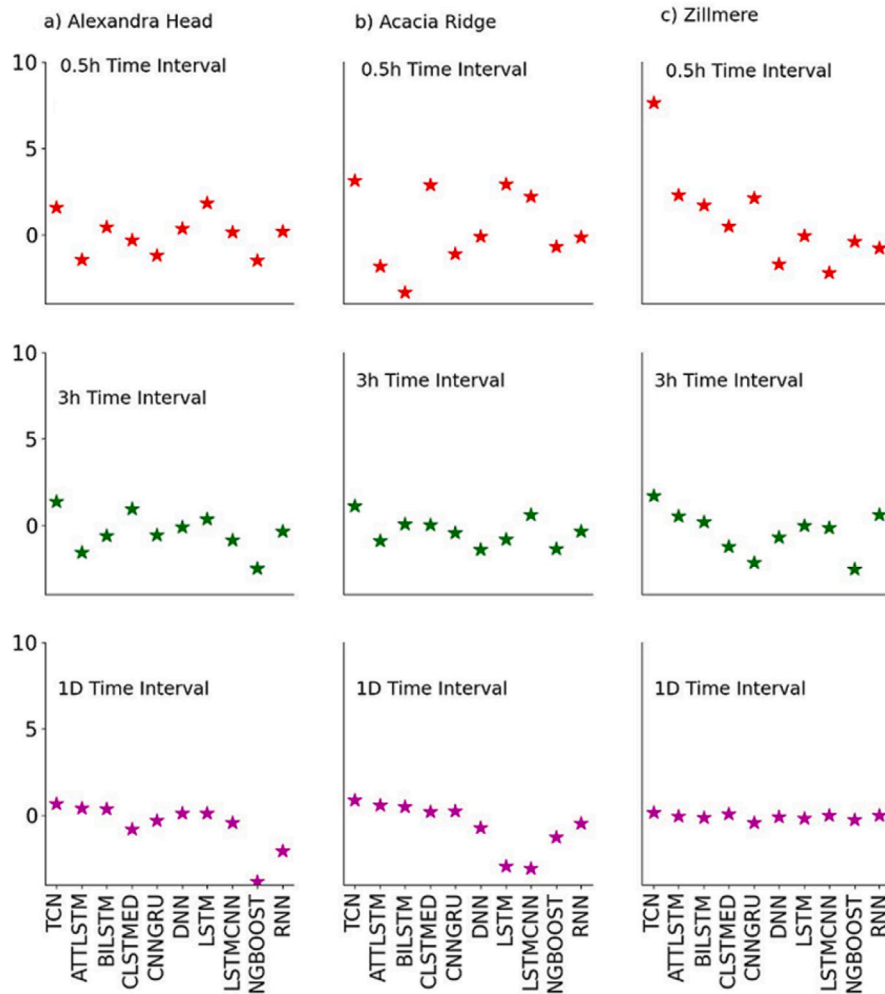 a) Alexandra Head
b) Acacia Ridge
c) Zillmere
0.5h Time Interval
0.5h Time Interval
0.5h Time Interval
10
5
0
3h Time Interval
3h Time Interval
3h Time Interval
10
5
0
1D Time Interval
1D Time Interval
1D Time Interval
10
5
0
TCN
ATTLSTM
BILSTM
CLSTMED
CNNGRU
DNN
LSTM
LSTMCNN
NGBOOST
RNN
TCN
ATTLSTM
BILSTM
CLSTMED
CNNGRU
DNN
LSTM
LSTMCNN
NGBOOST
RNN
TCN
ATTLSTM
BILSTM
CLSTMED
CNNGRU
DNN
LSTM
LSTMCNN
NGBOOST
RNN